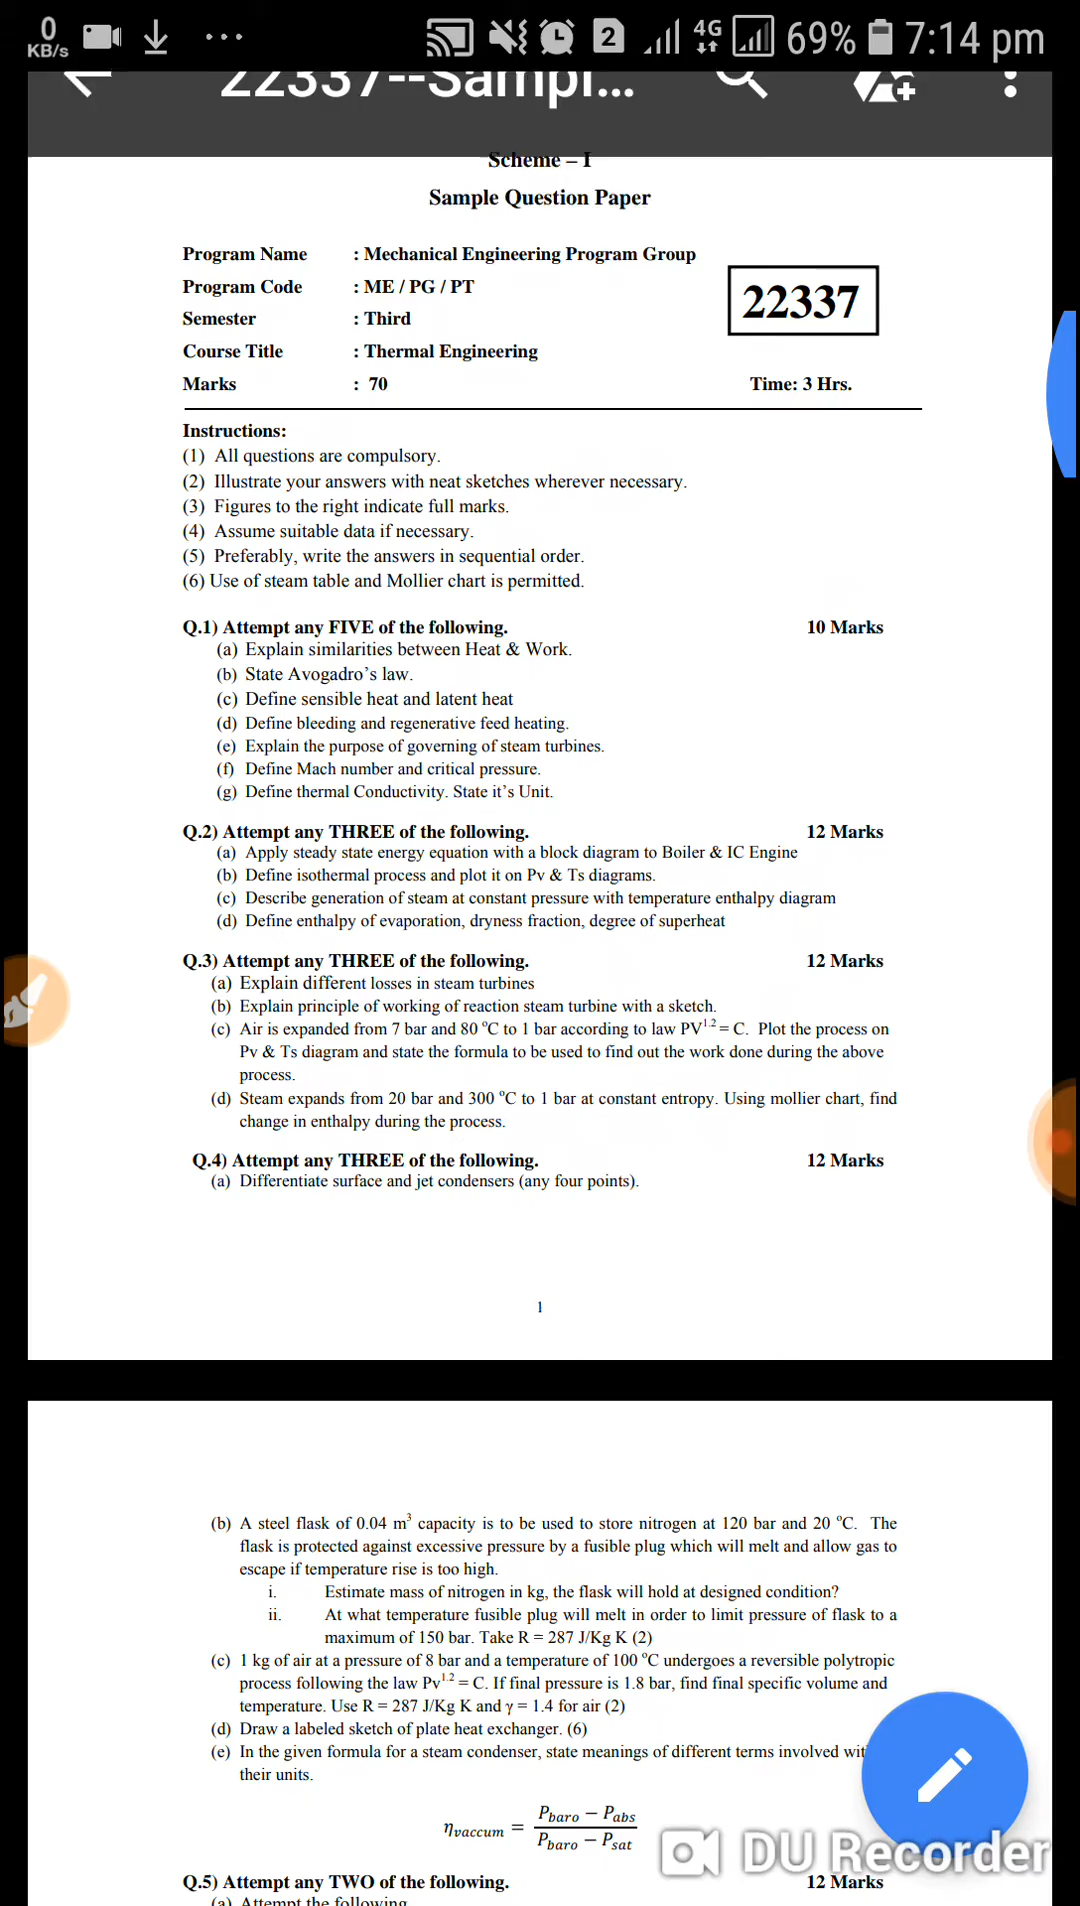 0
KB/s
2
4G
69%
7:14 pm
22337--Sampl...
Scheme – I
Sample Question Paper
Program Name : Mechanical Engineering Program Group
Program Code : ME / PG / PT
22337
Semester : Third
Course Title : Thermal Engineering
Marks : 70 Time: 3 Hrs.
Instructions:
(1) All questions are compulsory.
(2) Illustrate your answers with neat sketches wherever necessary.
(3) Figures to the right indicate full marks.
(4) Assume suitable data if necessary.
(5) Preferably, write the answers in sequential order.
(6) Use of steam table and Mollier chart is permitted.
Q.1) Attempt any FIVE of the following. 10 Marks
(a) Explain similarities between Heat & Work.
(b) State Avogadro’s law.
(c) Define sensible heat and latent heat
(d) Define bleeding and regenerative feed heating.
(e) Explain the purpose of governing of steam turbines.
(f) Define Mach number and critical pressure.
(g) Define thermal Conductivity. State it’s Unit.
Q.2) Attempt any THREE of the following. 12 Marks
(a) Apply steady state energy equation with a block diagram to Boiler & IC Engine
(b) Define isothermal process and plot it on Pv & Ts diagrams.
(c) Describe generation of steam at constant pressure with temperature enthalpy diagram
(d) Define enthalpy of evaporation, dryness fraction, degree of superheat
Q.3) Attempt any THREE of the following. 12 Marks
(a) Explain different losses in steam turbines
(b) Explain principle of working of reaction steam turbine with a sketch.
(c) Air is expanded from 7 bar and 80 °C to 1 bar according to law PV^1.2 = C. Plot the process on
Pv & Ts diagram and state the formula to be used to find out the work done during the above
process.
(d) Steam expands from 20 bar and 300 °C to 1 bar at constant entropy. Using mollier chart, find
change in enthalpy during the process.
Q.4) Attempt any THREE of the following. 12 Marks
(a) Differentiate surface and jet condensers (any four points).
1
(b) A steel flask of 0.04 m³ capacity is to be used to store nitrogen at 120 bar and 20 °C. The
flask is protected against excessive pressure by a fusible plug which will melt and allow gas to
escape if temperature rise is too high.
i. Estimate mass of nitrogen in kg, the flask will hold at designed condition?
ii. At what temperature fusible plug will melt in order to limit pressure of flask to a
maximum of 150 bar. Take R = 287 J/Kg K (2)
(c) 1 kg of air at a pressure of 8 bar and a temperature of 100 °C undergoes a reversible polytropic
process following the law Pv^1.2 = C. If final pressure is 1.8 bar, find final specific volume and
temperature. Use R = 287 J/Kg K and γ = 1.4 for air (2)
(d) Draw a labeled sketch of plate heat exchanger. (6)
(e) In the given formula for a steam condenser, state meanings of different terms involved wit
their units.
η_vaccum = (P_baro − P_abs) / (P_baro − P_sat)
DU Recorder
Q.5) Attempt any TWO of the following. 12 Marks
(a) Attempt the following